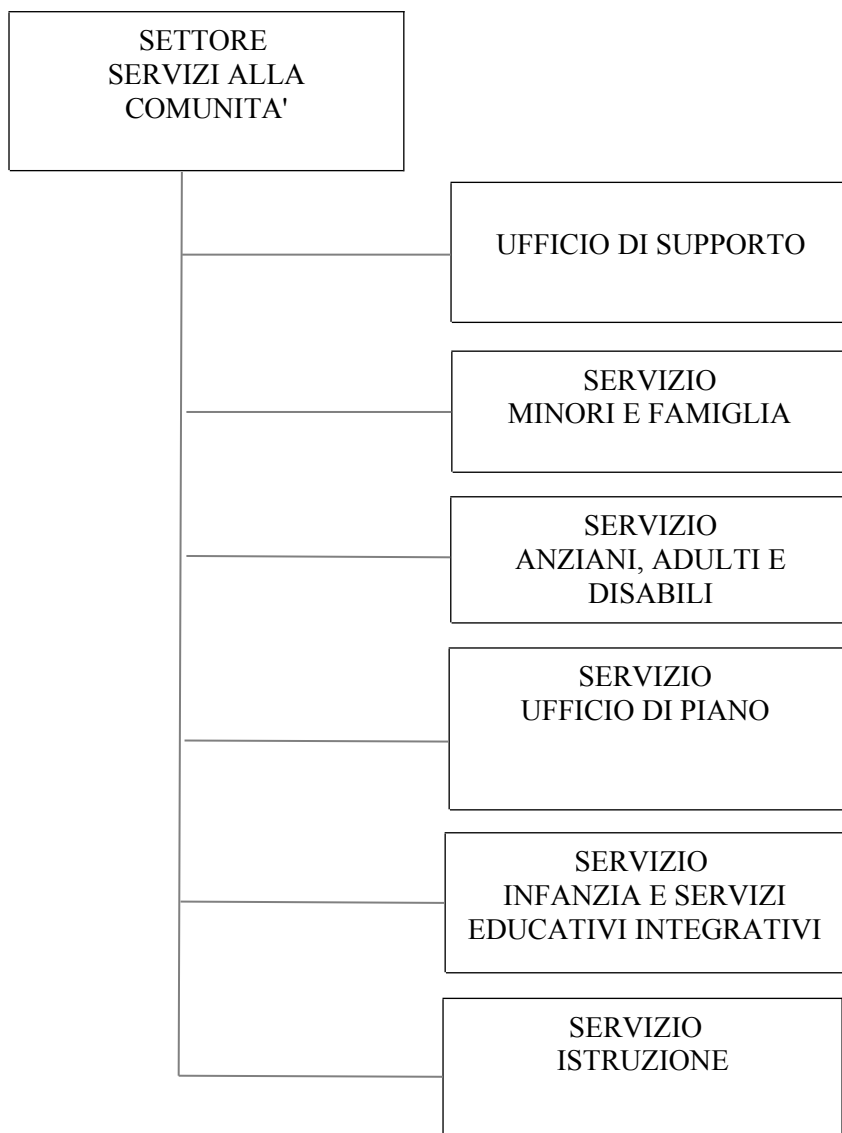 SETTORE
SERVIZI ALLA
COMUNITA'
UFFICIO DI SUPPORTO
SERVIZIO
MINORI E FAMIGLIA
SERVIZIO
ANZIANI, ADULTI E
DISABILI
SERVIZIO
UFFICIO DI PIANO
SERVIZIO
INFANZIA E SERVIZI
EDUCATIVI INTEGRATIVI
SERVIZIO
ISTRUZIONE